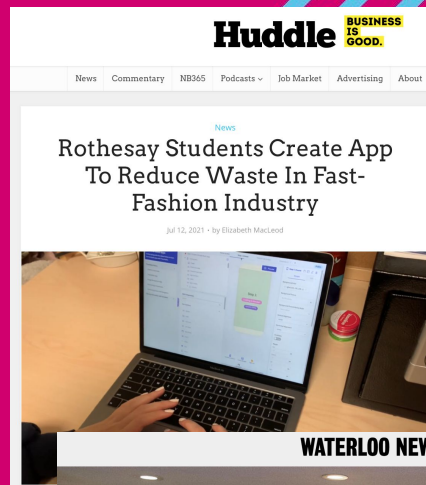 Huddle BUSINESS
IS
GOOD.
News Commentary NB365 Podcasts Job Market Advertising About
News
Rothesay Students Create App
To Reduce Waste In Fast-
Fashion Industry
Jul 12, 2021 • by Elizabeth MacLeod
WATERLOO NEW